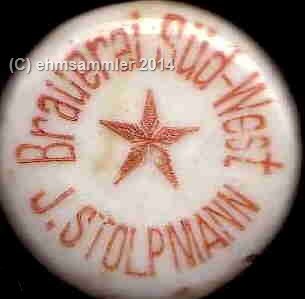 (C) ehmsammler 2014
Brauerei Süd-West
J. STOLPMANN